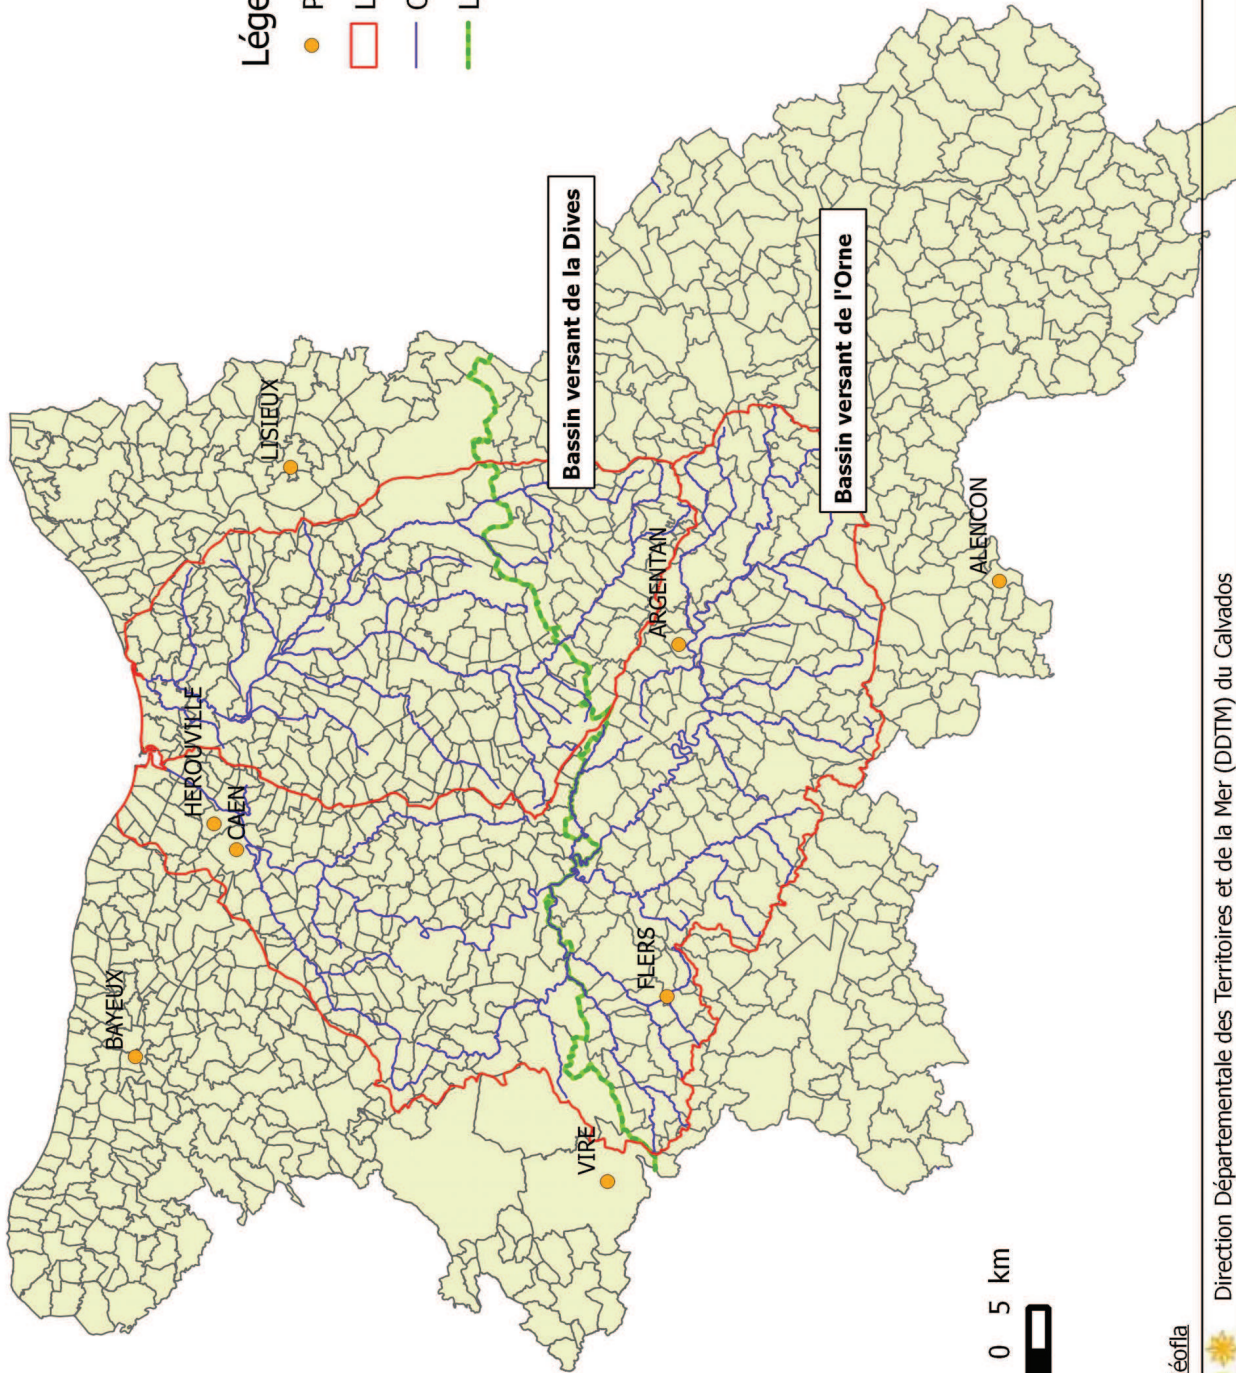 Lége
P
L
C
L
Bassin versant de la Dives
Bassin versant de l'Orne
LISIEUX
HEROUVILLE
CAEN
BAYEUX
ARGENTAN
ALENCON
FLERS
VIRE
0 5 km
éofla
Direction Départementale des Territoires et de la Mer (DDTM) du Calvados